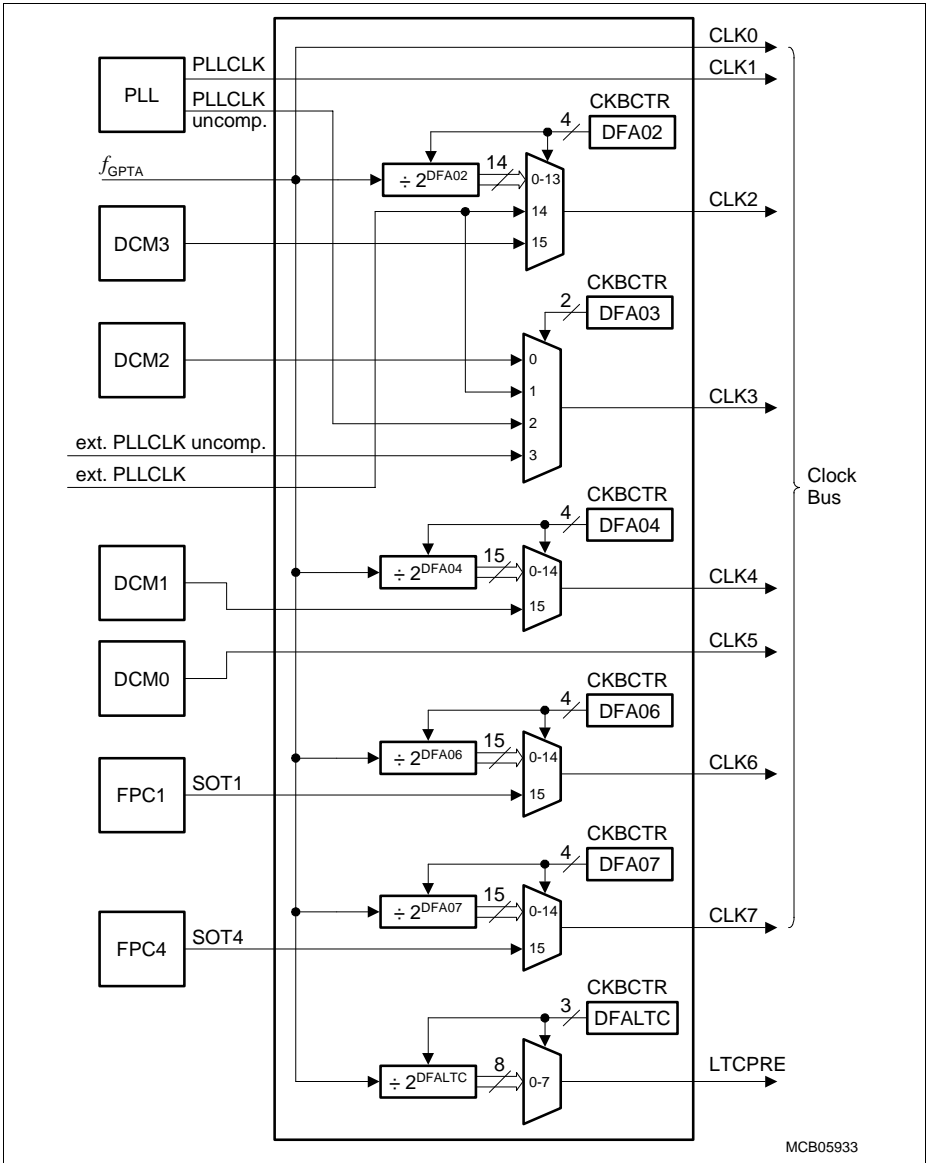 CLK0
PLLCLK
CLK1
PLL
PLLCLK
uncomp.
CKBCTR
4
DFA02
fGPTA
14
÷ 2DFA02
0-13
14
15
CLK2
DCM3
CKBCTR
2
DFA03
DCM2
0
1
2
3
CLK3
ext. PLLCLK uncomp.
ext. PLLCLK
Clock
Bus
CKBCTR
4
DFA04
15
÷ 2DFA04
0-14
15
CLK4
DCM1
DCM0
CLK5
CKBCTR
4
DFA06
15
÷ 2DFA06
0-14
15
CLK6
FPC1
SOT1
CKBCTR
4
DFA07
15
÷ 2DFA07
0-14
15
CLK7
FPC4
SOT4
CKBCTR
3
DFALTC
8
÷ 2DFALTC
0-7
LTCPRE
MCB05933